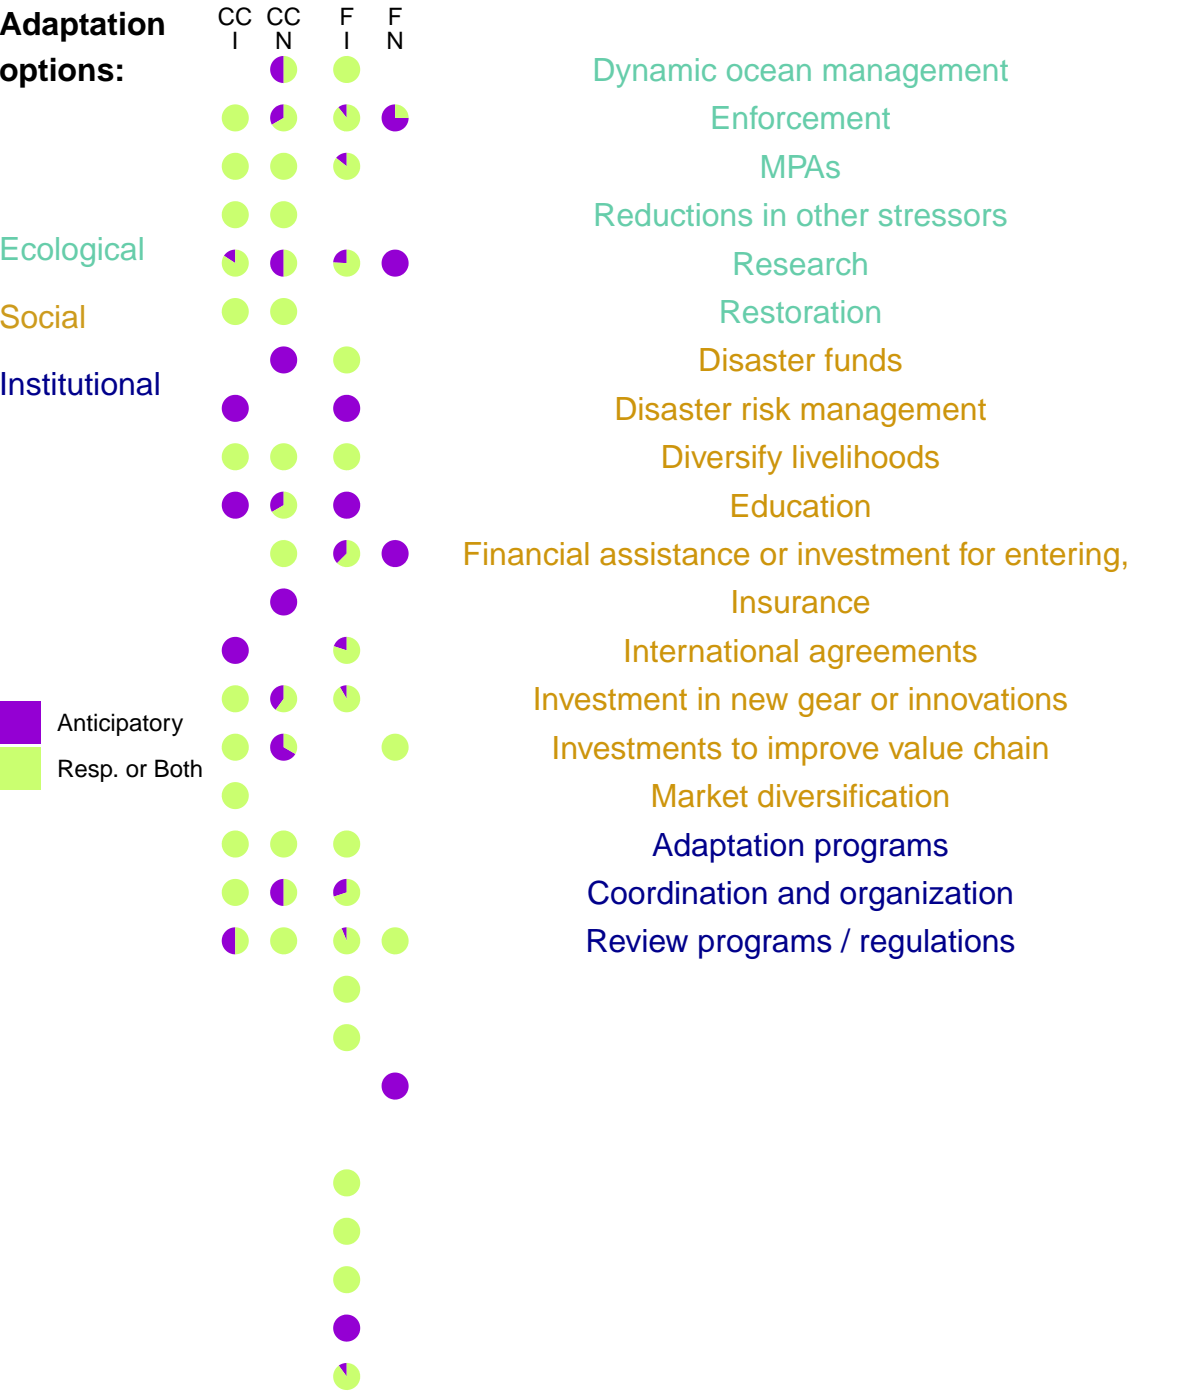 Adaptation
options:
CC CC F F
I N I N
Dynamic ocean management
Enforcement
MPAs
Reductions in other stressors
Ecological
Research
Restoration
Social
Disaster funds
Institutional
Disaster risk management
Diversify livelihoods
Education
Financial assistance or investment for entering,
Insurance
International agreements
Investment in new gear or innovations
Anticipatory
Investments to improve value chain
Resp. or Both
Market diversification
Adaptation programs
Coordination and organization
Review programs / regulations